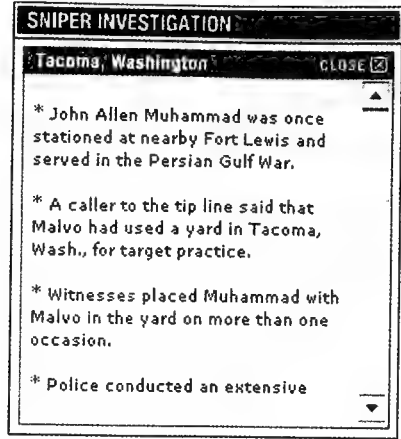 SNIPER INVESTIGATION
Tacoma, Washington CLOSE
* John Allen Muhammad was once
stationed at nearby Fort Lewis and
served in the Persian Gulf War.
* A caller to the tip line said that
Malvo had used a yard in Tacoma,
Wash., for target practice.
* Witnesses placed Muhammad with
Malvo in the yard on more than one
occasion.
* Police conducted an extensive